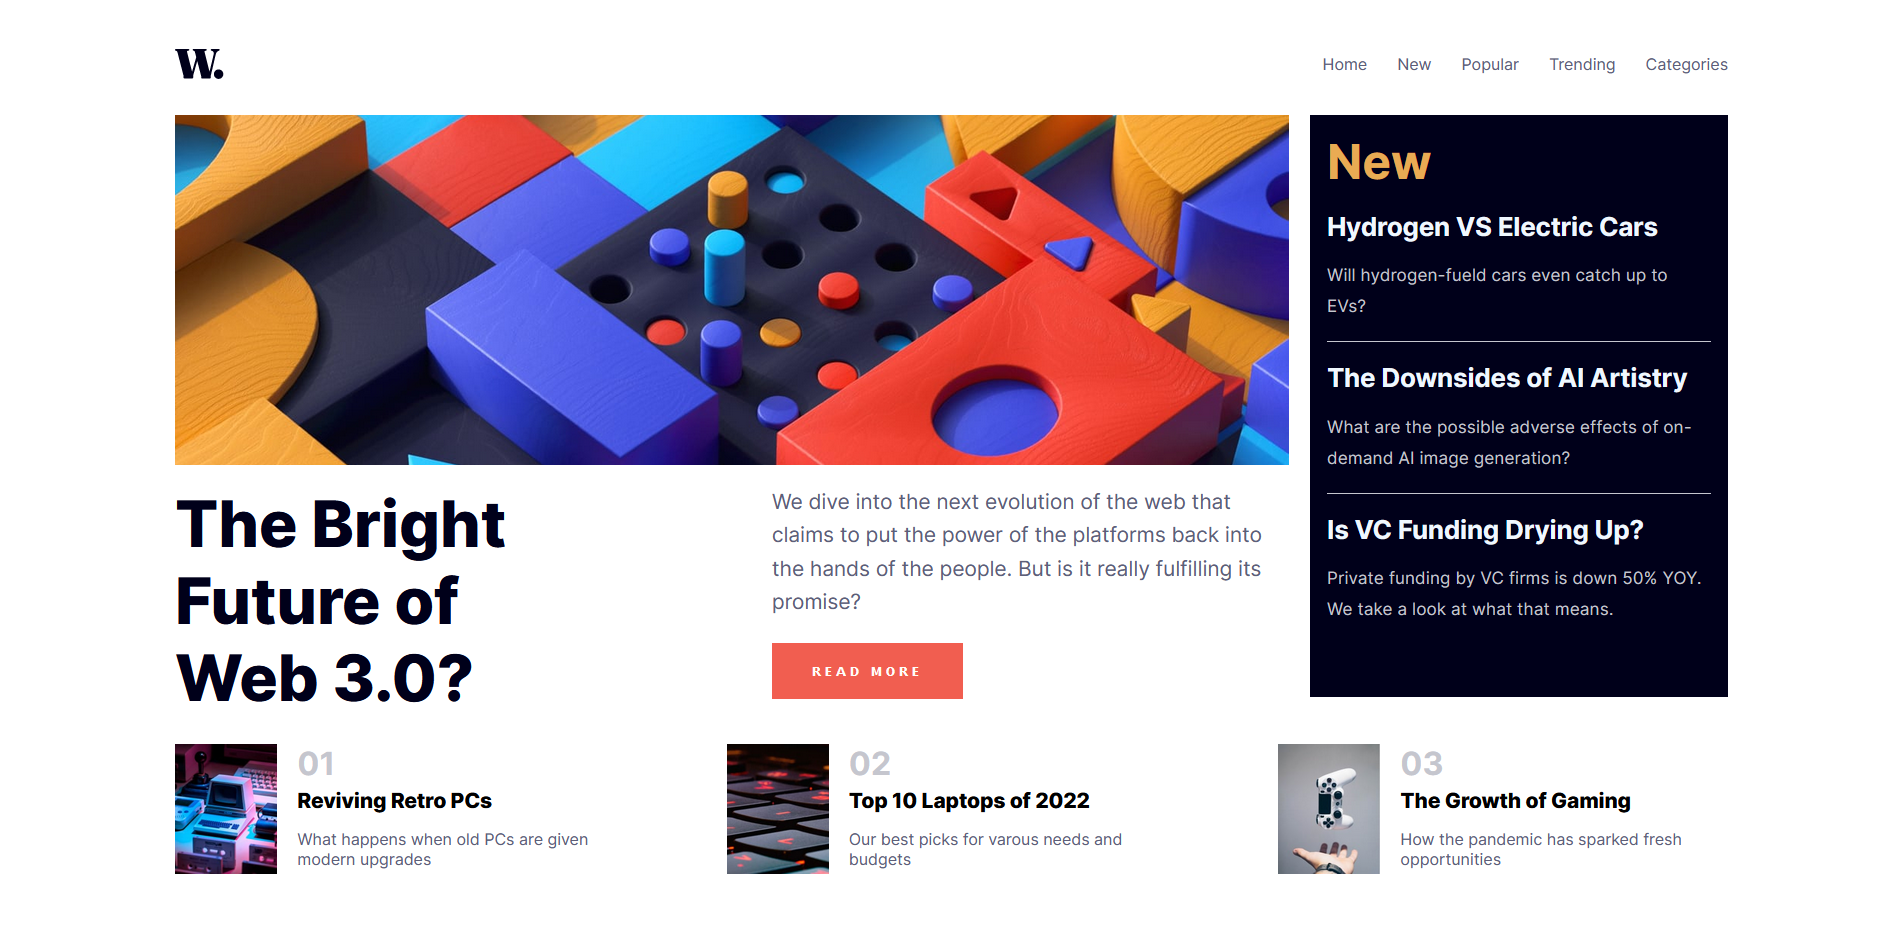 W.
Home New Popular Trending Categories
New
Hydrogen VS Electric Cars
Will hydrogen-fueld cars even catch up to
EVs?
The Downsides of AI Artistry
What are the possible adverse effects of on-
demand AI image generation?
Is VC Funding Drying Up?
Private funding by VC firms is down 50% YOY.
We take a look at what that means.
The Bright
Future of
Web 3.0?
We dive into the next evolution of the web that
claims to put the power of the platforms back into
the hands of the people. But is it really fulfilling its
promise?
READ MORE
01
Reviving Retro PCs
What happens when old PCs are given
modern upgrades
02
Top 10 Laptops of 2022
Our best picks for varous needs and
budgets
03
The Growth of Gaming
How the pandemic has sparked fresh
opportunities